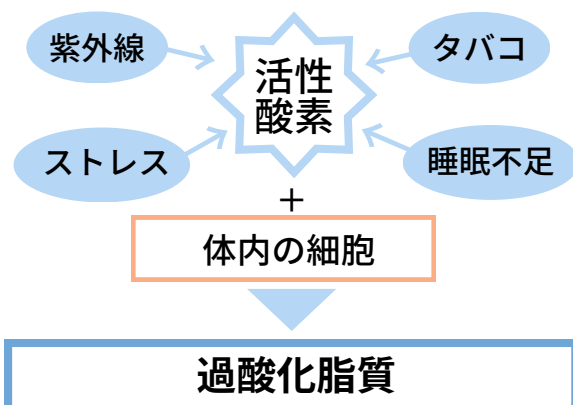 紫外線
タバコ
活性
酸素
ストレス
睡眠不足
＋
体内の細胞
過酸化脂質